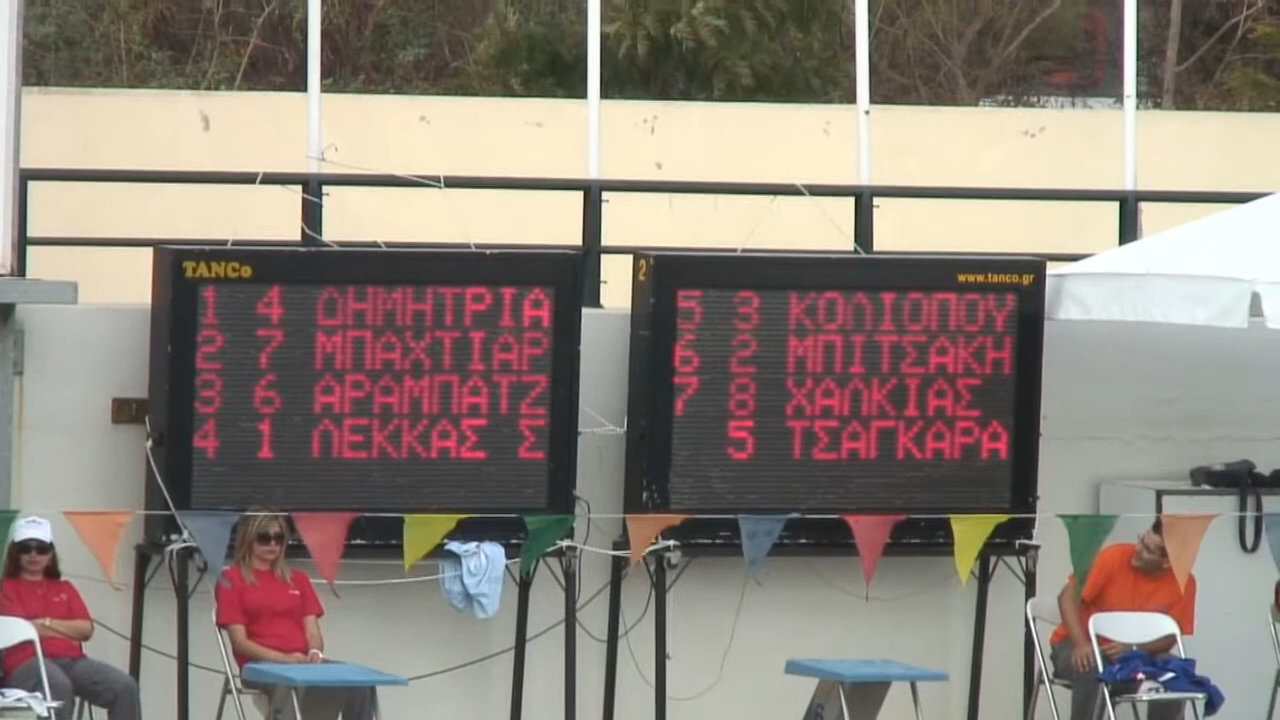 TANCo
1 4 ΔΗΜΗΤΡΙΑ
2 7 ΜΠΑΧΤΙΑΡ
3 6 ΑΡΑΜΠΑΤΖ
4 1 ΛΕΚΚΑΣ Σ
2
www.tanco.gr
5 3 ΚΟΛΙΟΠΟΥ
6 2 ΜΠΙΤΣΑΚΗ
7 8 ΧΑΛΚΙΑΣ
5 ΤΣΑΓΚΑΡΑ